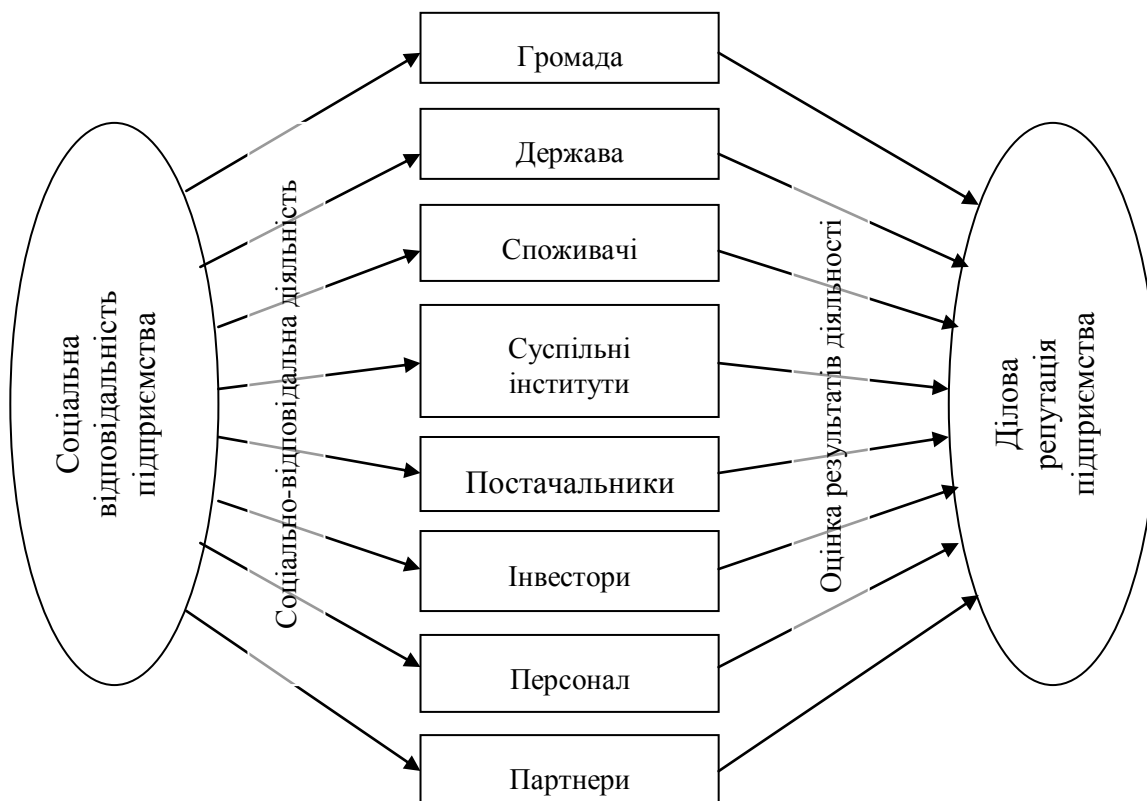 Соціальна
відповідальність
підприємства
Соціально-відповідальна діяльність
Громада
Держава
Споживачі
Суспільні
інститути
Постачальники
Інвестори
Персонал
Партнери
Оцінка результатів діяльності
Ділова
репутація
підприємства